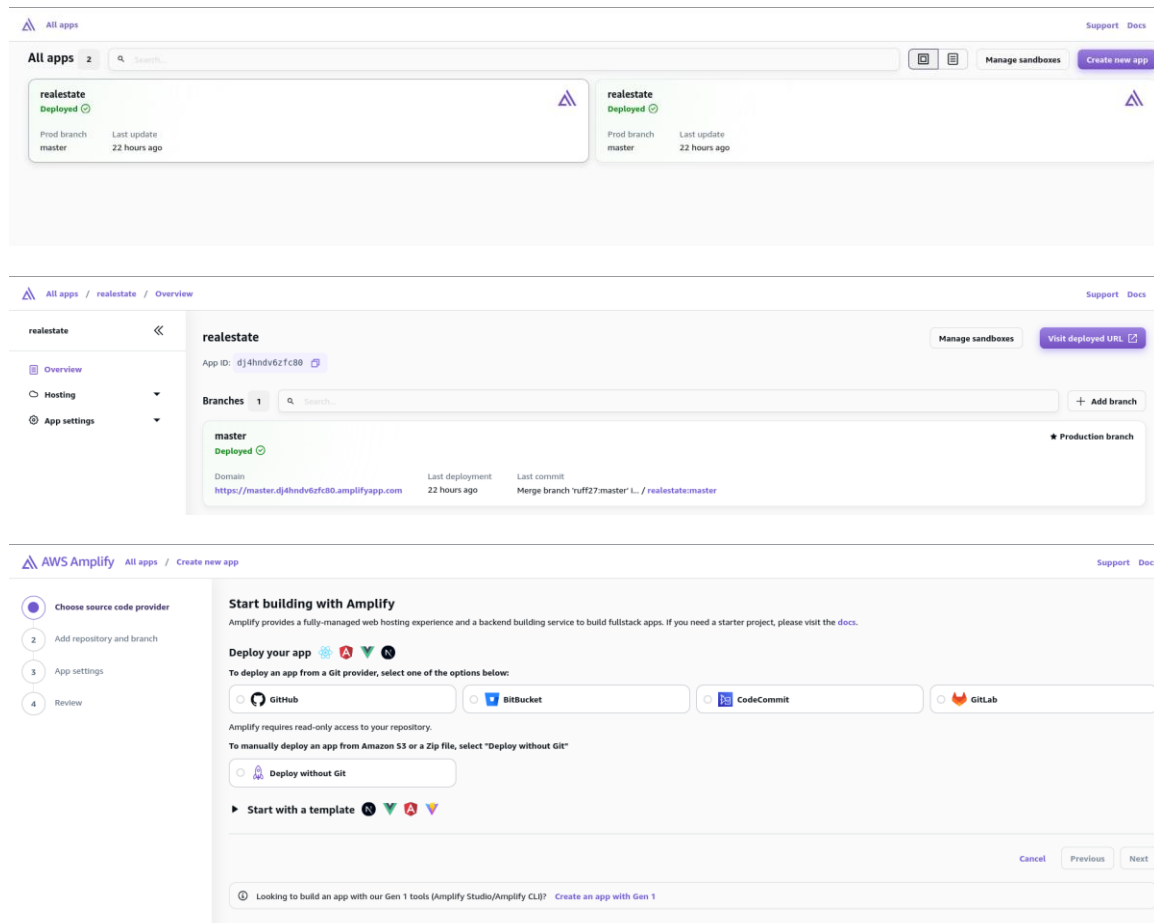 All apps
Support Docs
All apps 2 Search... Manage sandboxes Create new app
realestate
Deployed
Prod branch Last update
master 22 hours ago
realestate
Deployed
Prod branch Last update
master 22 hours ago
All apps / realestate / Overview
Support Docs
realestate
Overview
Hosting
App settings
realestate
Manage sandboxes Visit deployed URL
App ID: dj4hndv6zfc80
Branches 1 Search... + Add branch
master
Deployed
★ Production branch
Domain Last deployment Last commit
https://master.dj4hndv6zfc80.amplifyapp.com 22 hours ago Merge branch 'ruff27:master' i... / realestate:master
AWS Amplify All apps / Create new app
Support Doc
Choose source code provider
2 Add repository and branch
3 App settings
4 Review
Start building with Amplify
Amplify provides a fully-managed web hosting experience and a backend building service to build fullstack apps. If you need a starter project, please visit the docs.
Deploy your app
To deploy an app from a Git provider, select one of the options below:
GitHub BitBucket CodeCommit GitLab
Amplify requires read-only access to your repository.
To manually deploy an app from Amazon S3 or a Zip file, select "Deploy without Git"
Deploy without Git
Start with a template
Cancel Previous Next
Looking to build an app with our Gen 1 tools (Amplify Studio/Amplify CLI)? Create an app with Gen 1